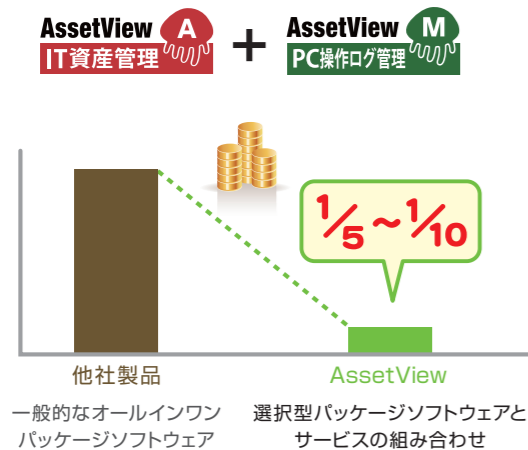 AssetView A
IT資産管理
+
AssetView M
PC操作ログ管理
1/5~1/10
他社製品
一般的なオールインワン
パッケージソフトウェア
AssetView
選択型パッケージソフトウェアと
サービスの組み合わせ